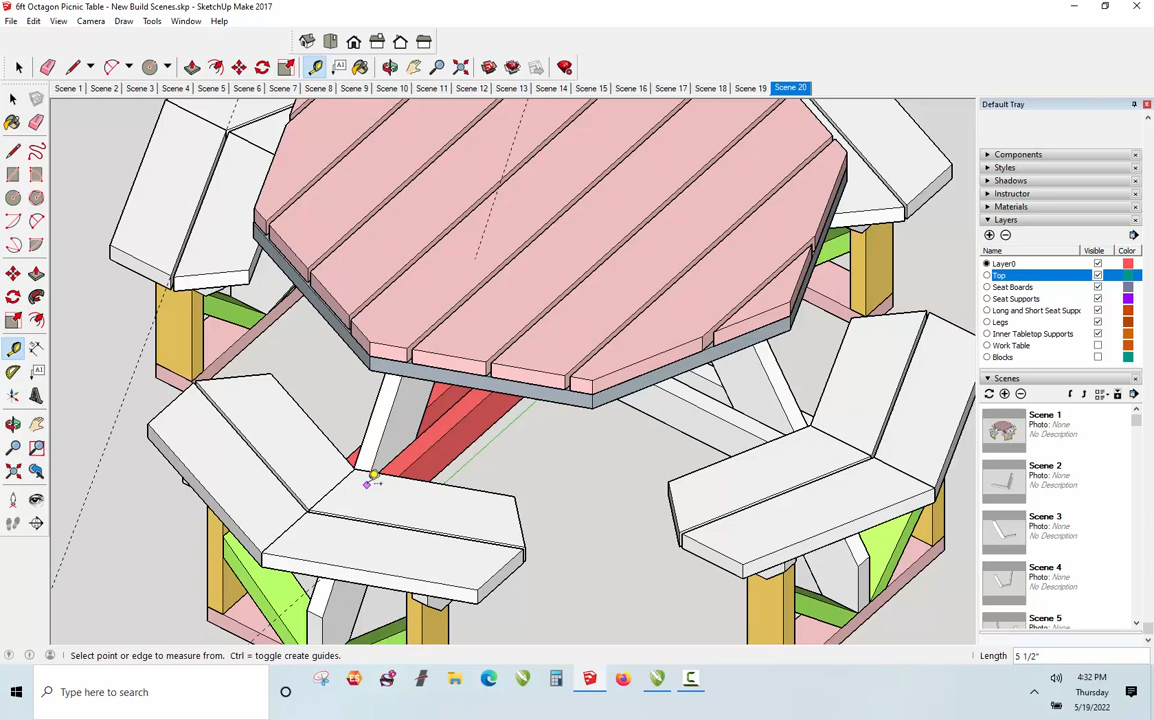 6ft Octagon Picnic Table - New Build Scenes.skp - SketchUp Make 2017
File Edit View Camera Draw Tools Window Help
Scene 1 Scene 2 Scene 3 Scene 4 Scene 5 Scene 6 Scene 7 Scene 8 Scene 9 Scene 10 Scene 11 Scene 12 Scene 13 Scene 14 Scene 15 Scene 16 Scene 17 Scene 18 Scene 19 Scene 20
Default Tray
Components
Styles
Shadows
Instructor
Materials
Layers
Name Visible Color
Layer0
Top
Seat Boards
Seat Supports
Long and Short Seat Suppo
Legs
Inner Tabletop Supports
Work Table
Blocks
Scenes
Scene 1
Photo: None
No Description
Scene 2
Photo: None
No Description
Scene 3
Photo: None
No Description
Scene 4
Photo: None
No Description
Scene 5
Select point or edge to measure from. Ctrl = toggle create guides.
Length 5 1/2"
Type here to search
4:32 PM
Thursday
5/19/2022